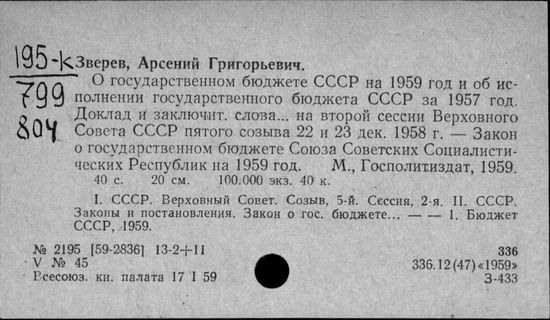 195-к
799
804
Зверев, Арсений Григорьевич.
О государственном бюджете СССР на 1959 год и об ис-
полнении государственного бюджета СССР за 1957 год.
Доклад и заключит. слова... на второй сессии Верховного
Совета СССР пятого созыва 22 и 23 дек. 1958 г. — Закон
о государственном бюджете Союза Советских Социалисти-
ческих Республик на 1959 год. М., Госполитиздат, 1959.
40 с. 20 см. 100.000 экз. 40 к.
I. СССР. Верховный Совет. Созыв, 5-й. Сессия, 2-я. II. СССР.
Законы и постановления. Закон о гос. бюджете... — — I. Бюджет
СССР, 1959.
№ 2195 [59-2836] 13-2+11
V № 45
Всесоюз. кн. палата 17 I 59
336
336.12(47)«1959»
З-433